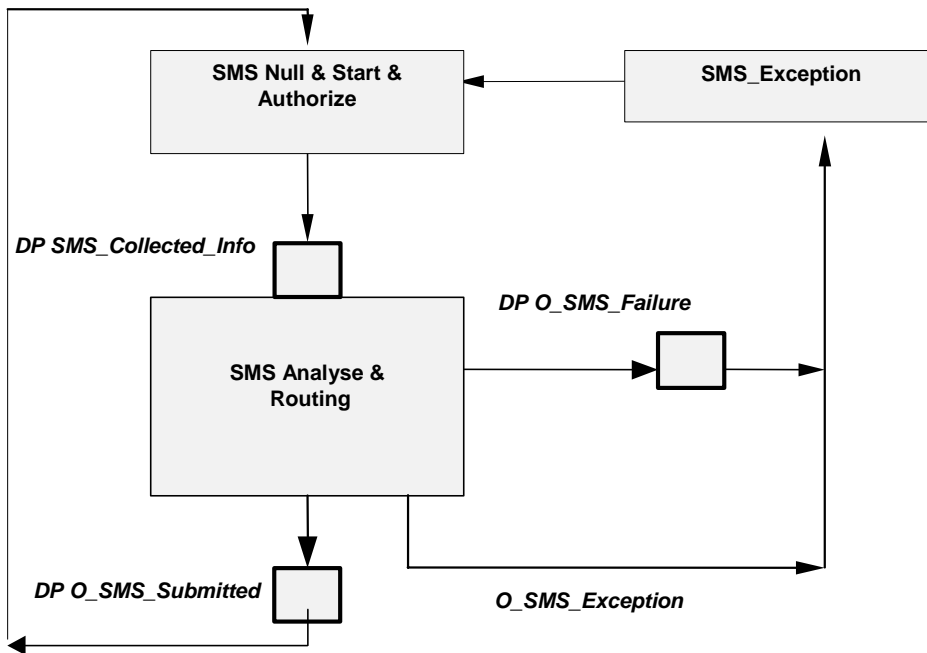 SMS Null & Start &
Authorize
SMS_Exception
DP SMS_Collected_Info
DP O_SMS_Failure
SMS Analyse &
Routing
DP O_SMS_Submitted
O_SMS_Exception